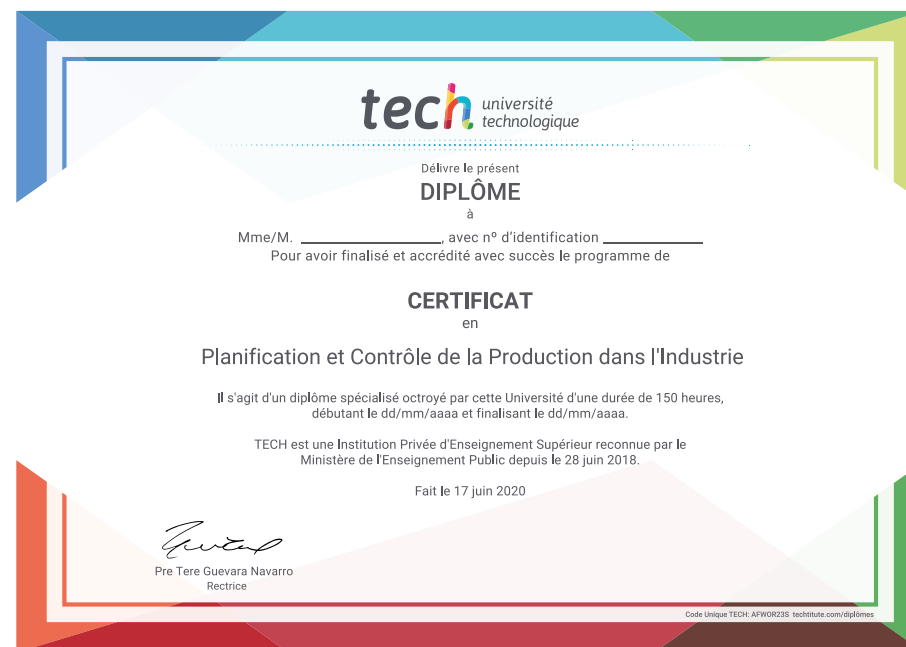 tech université
technologique
Délivre le présent
DIPLÔME
à
Mme/M. ____________________, avec nº d'identification ______________
Pour avoir finalisé et accrédité avec succès le programme de
CERTIFICAT
en
Planification et Contrôle de la Production dans l'Industrie
Il s'agit d'un diplôme spécialisé octroyé par cette Université d'une durée de 150 heures,
débutant le dd/mm/aaaa et finalisant le dd/mm/aaaa.
TECH est une Institution Privée d'Enseignement Supérieur reconnue par le
Ministère de l'Enseignement Public depuis le 28 juin 2018.
Fait le 17 juin 2020
Pre Tere Guevara Navarro
Rectrice
Code Unique TECH: AFWOR23S techtitute.com/diplômes